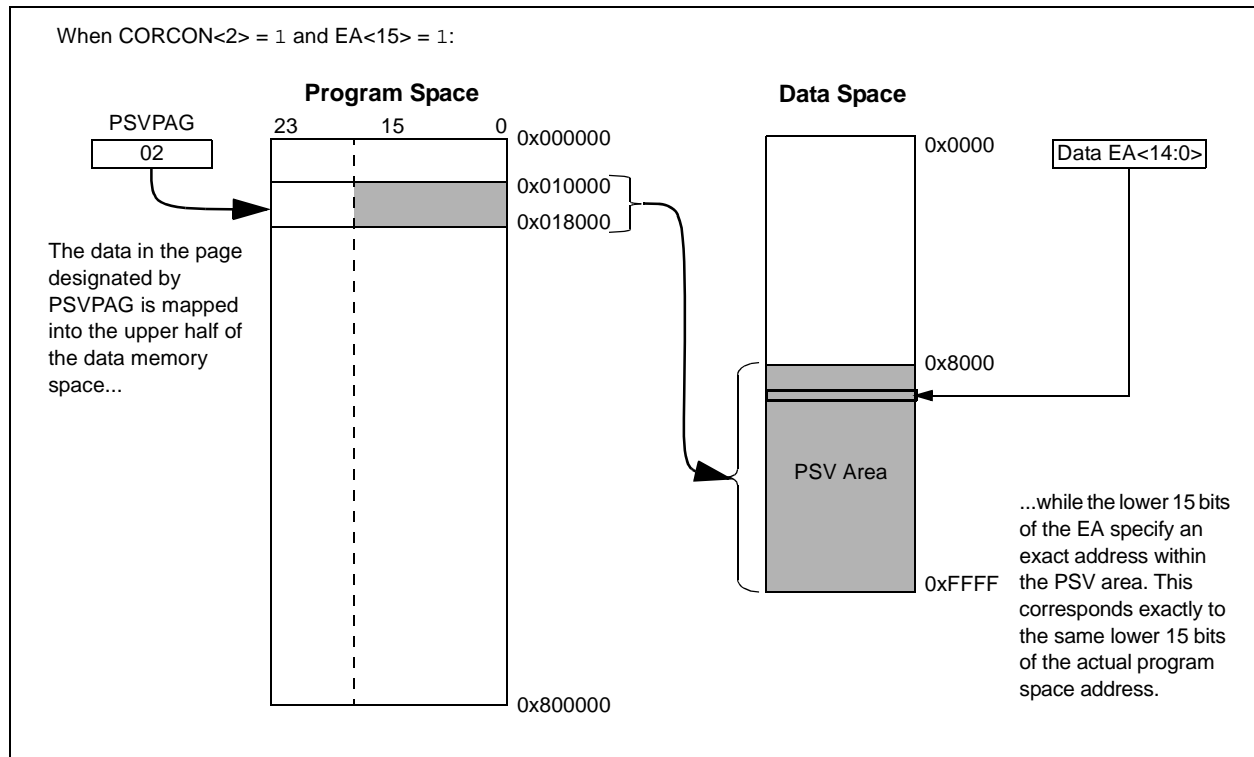 When CORCON<2> = 1 and EA<15> = 1:
Program Space
Data Space
PSVPAG
02
23 15 0
0x000000
0x010000
0x018000
0x800000
The data in the page
designated by
PSVPAG is mapped
into the upper half of
the data memory
space...
0x0000
0x8000
0xFFFF
PSV Area
Data EA<14:0>
...while the lower 15 bits
of the EA specify an
exact address within
the PSV area. This
corresponds exactly to
the same lower 15 bits
of the actual program
space address.